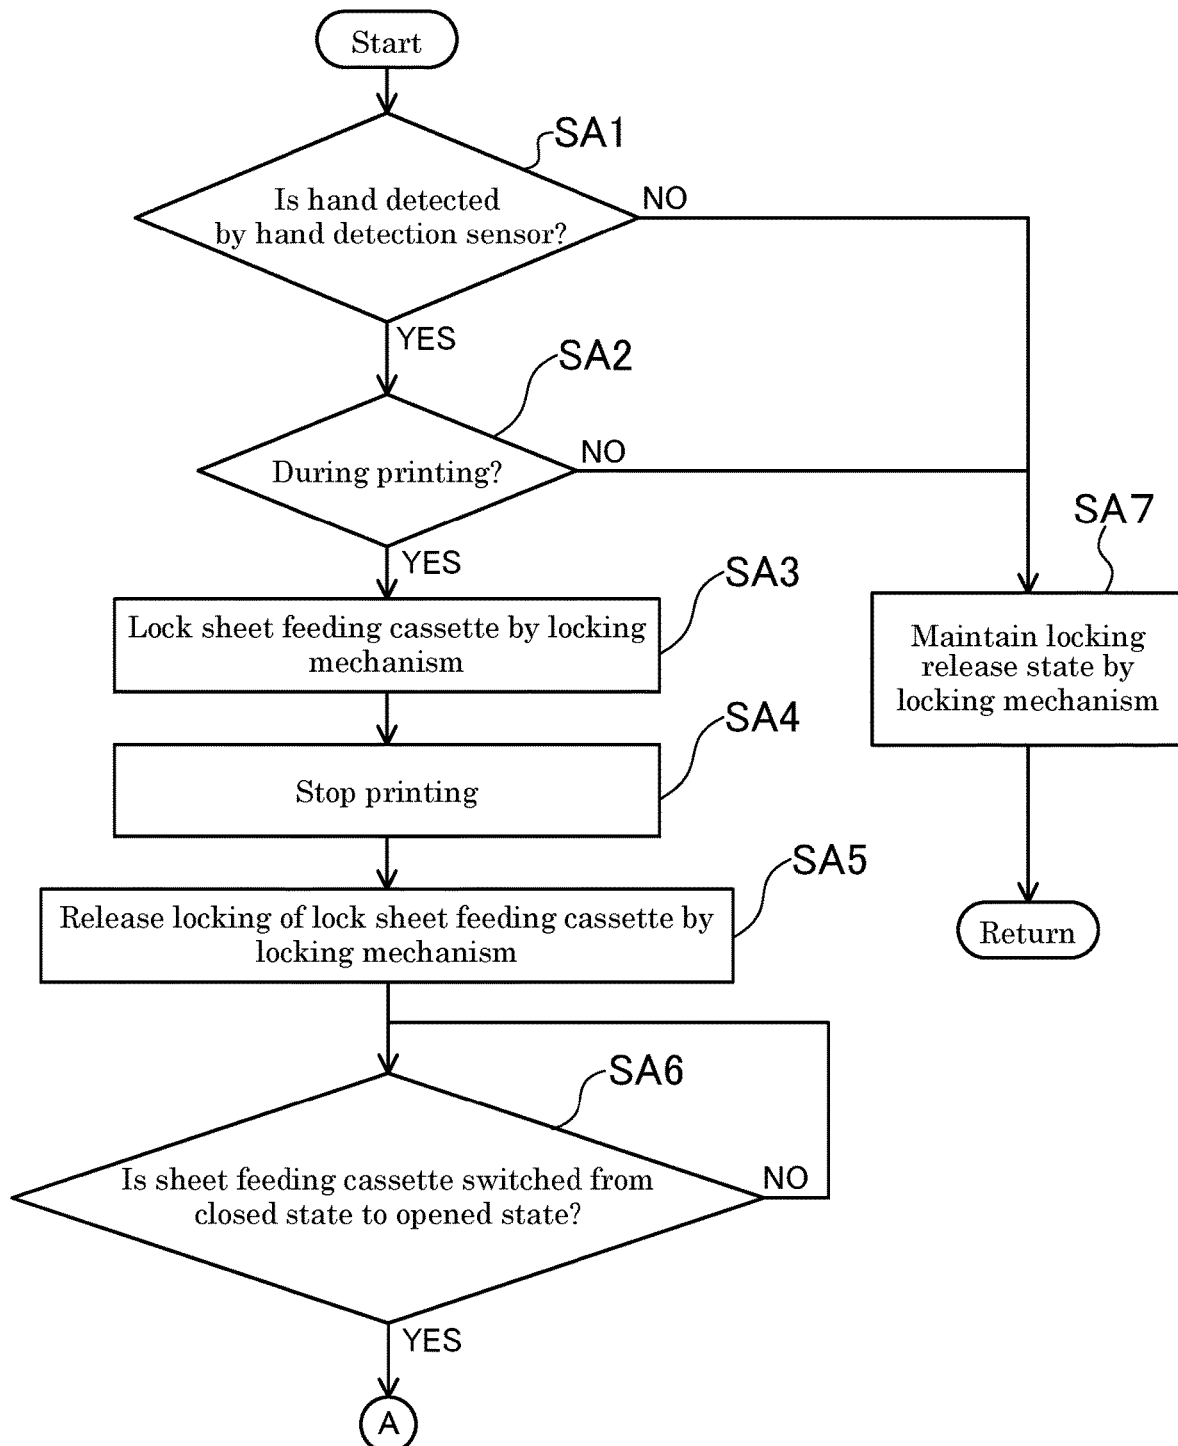 Start
SA1
Is hand detected
by hand detection sensor?
NO
YES
SA2
During printing?
NO
YES
SA3
Lock sheet feeding cassette by locking
mechanism
SA7
Maintain locking
release state by
locking mechanism
SA4
Stop printing
SA5
Release locking of lock sheet feeding cassette by
locking mechanism
Return
SA6
Is sheet feeding cassette switched from
closed state to opened state?
NO
YES
A